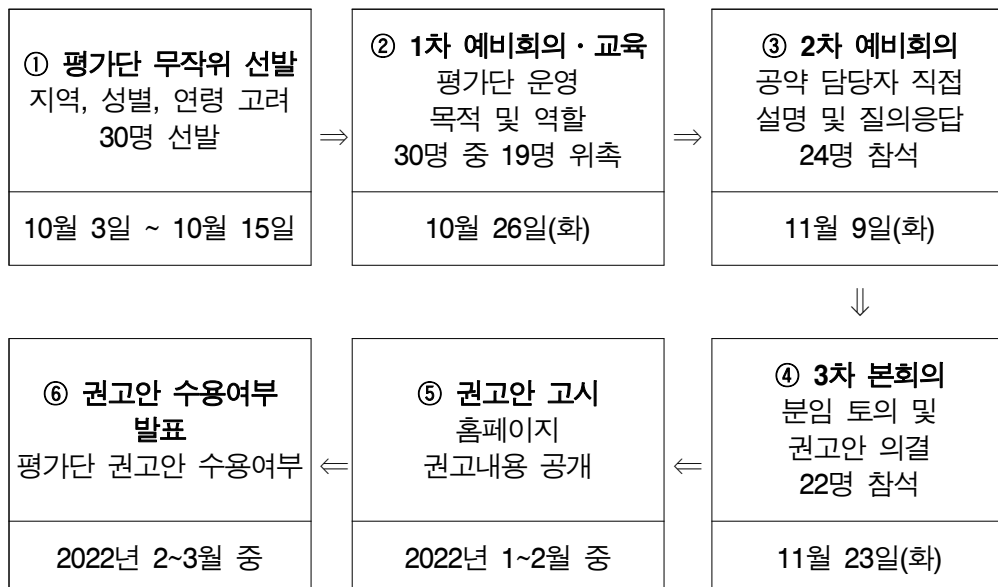 ① 평가단 무작위 선발
지역, 성별, 연령 고려
30명 선발
10월 3일 ~ 10월 15일
⇒
② 1차 예비회의·교육
평가단 운영
목적 및 역할
30명 중 19명 위촉
10월 26일(화)
⇒
③ 2차 예비회의
공약 담당자 직접
설명 및 질의응답
24명 참석
11월 9일(화)
⇓
④ 3차 본회의
분임 토의 및
권고안 의결
22명 참석
11월 23일(화)
⇐
⑤ 권고안 고시
홈페이지
권고내용 공개
2022년 1~2월 중
⇐
⑥ 권고안 수용여부
발표
평가단 권고안 수용여부
2022년 2~3월 중